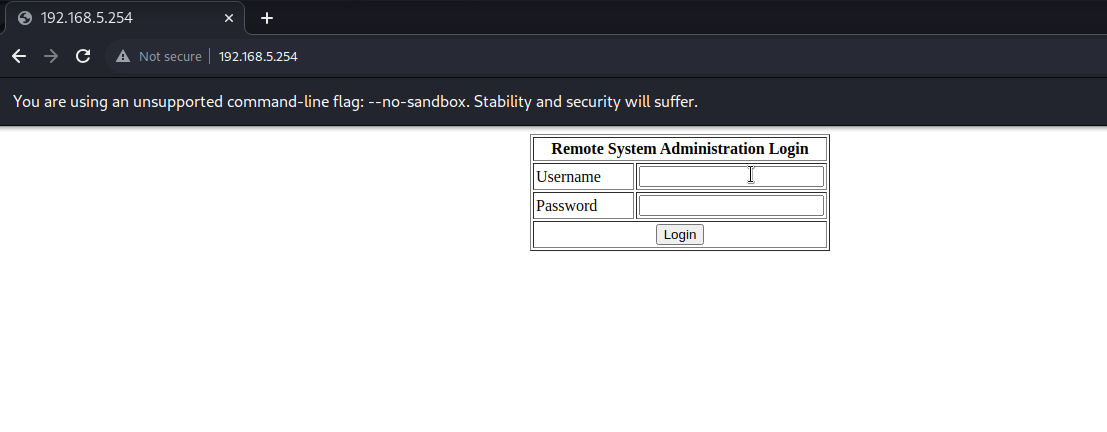 192.168.5.254
Not secure 192.168.5.254
You are using an unsupported command-line flag: --no-sandbox. Stability and security will suffer.
Remote System Administration Login
Username
Password
Login